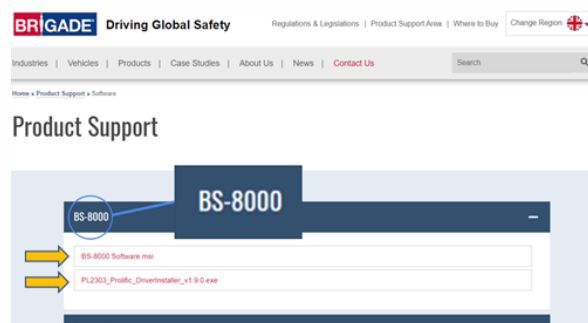 BRIGADE Driving Global Safety
Regulations & Legislations | Product Support Area | Where to Buy
Change Region
Industries | Vehicles | Products | Case Studies | About Us | News | Contact Us
Search
Home » Product Support » Software
Product Support
BS-8000
BS-8000
BS-8000 Software.msi
PL2303_Prolific_DriverInstaller_v1.9.0.exe